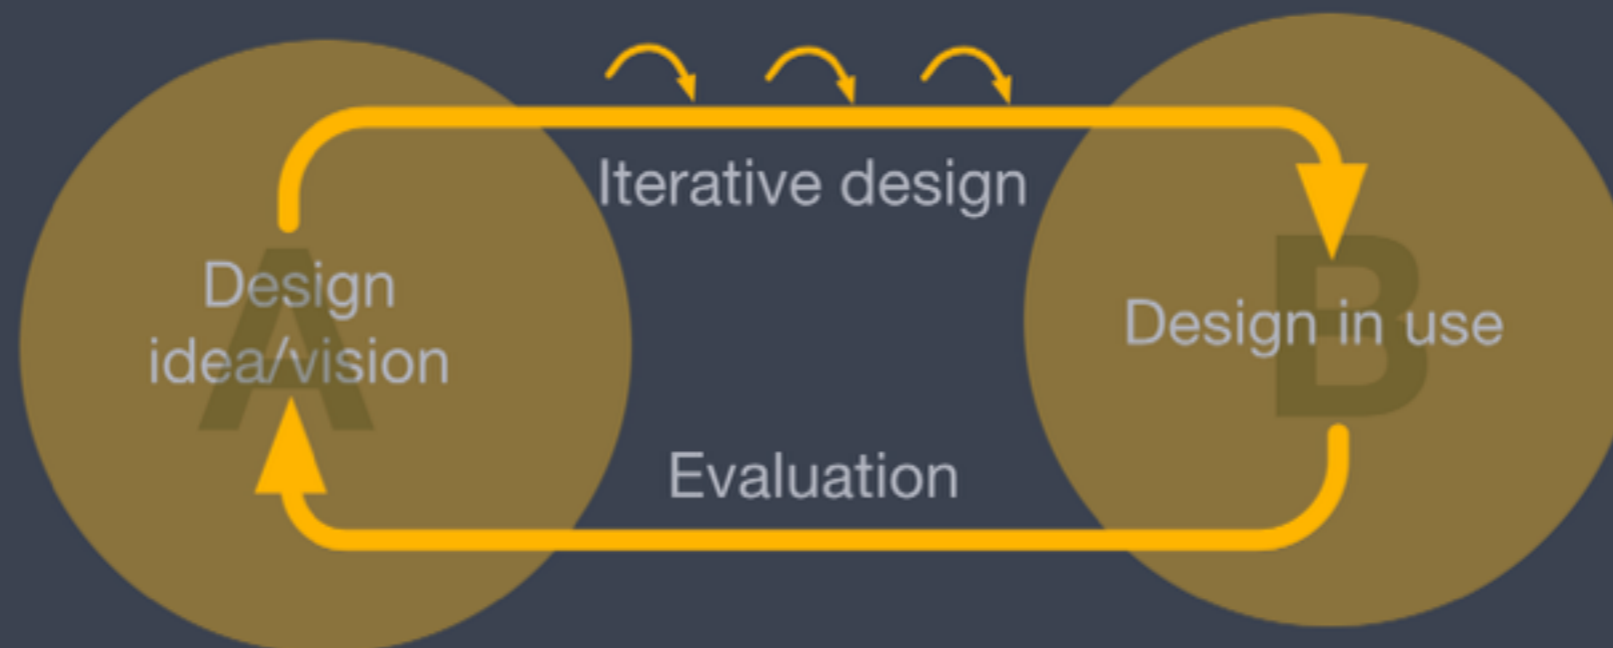 Iterative design
A
Design
idea/vision
B
Design in use
Evaluation